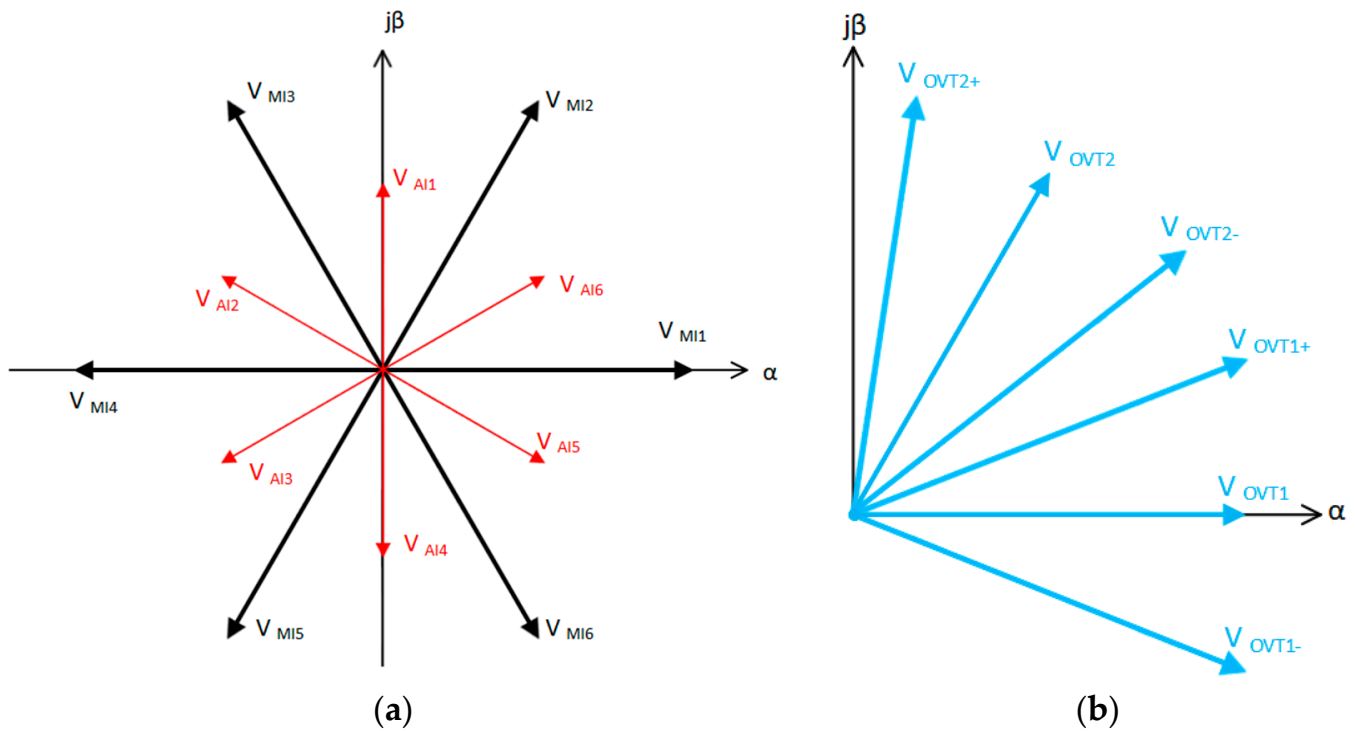 jβ
V MI3
V MI2
V AI1
V AI2
V AI6
V MI1
α
V MI4
V AI3
V AI5
V AI4
V MI5
V MI6
(a)
jβ
V OVT2+
V OVT2
V OVT2-
V OVT1+
V OVT1
α
V OVT1-
(b)